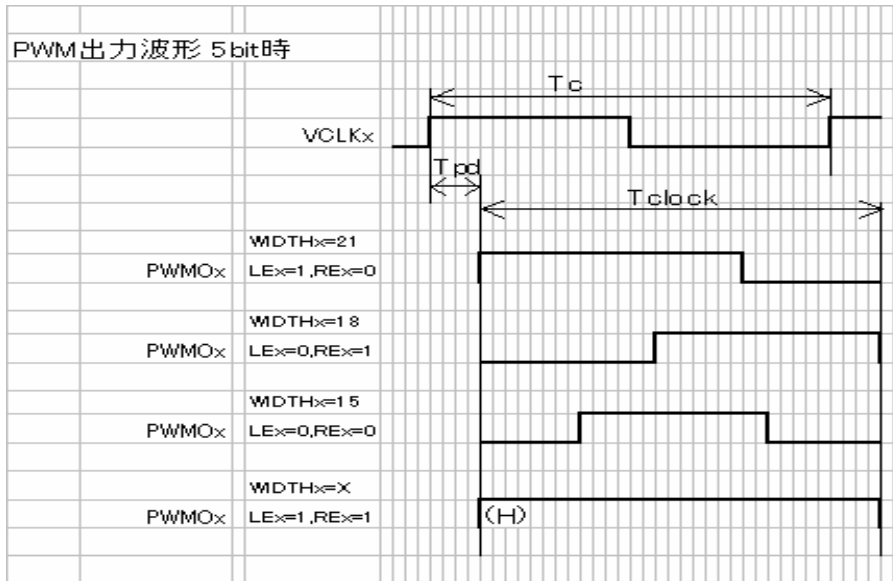 PWM出力波形 5bit時
Tc
VCLKx
Tpd
Tclock
WIDTHx=21
PWMOx LEx=1,REx=0
WIDTHx=18
PWMOx LEx=0,REx=1
WIDTHx=15
PWMOx LEx=0,REx=0
WIDTHx=X
PWMOx LEx=1,REx=1 (H)